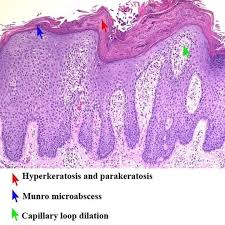 Hyperkeratosis and parakeratosis
Munro microabscess
Capillary loop dilation